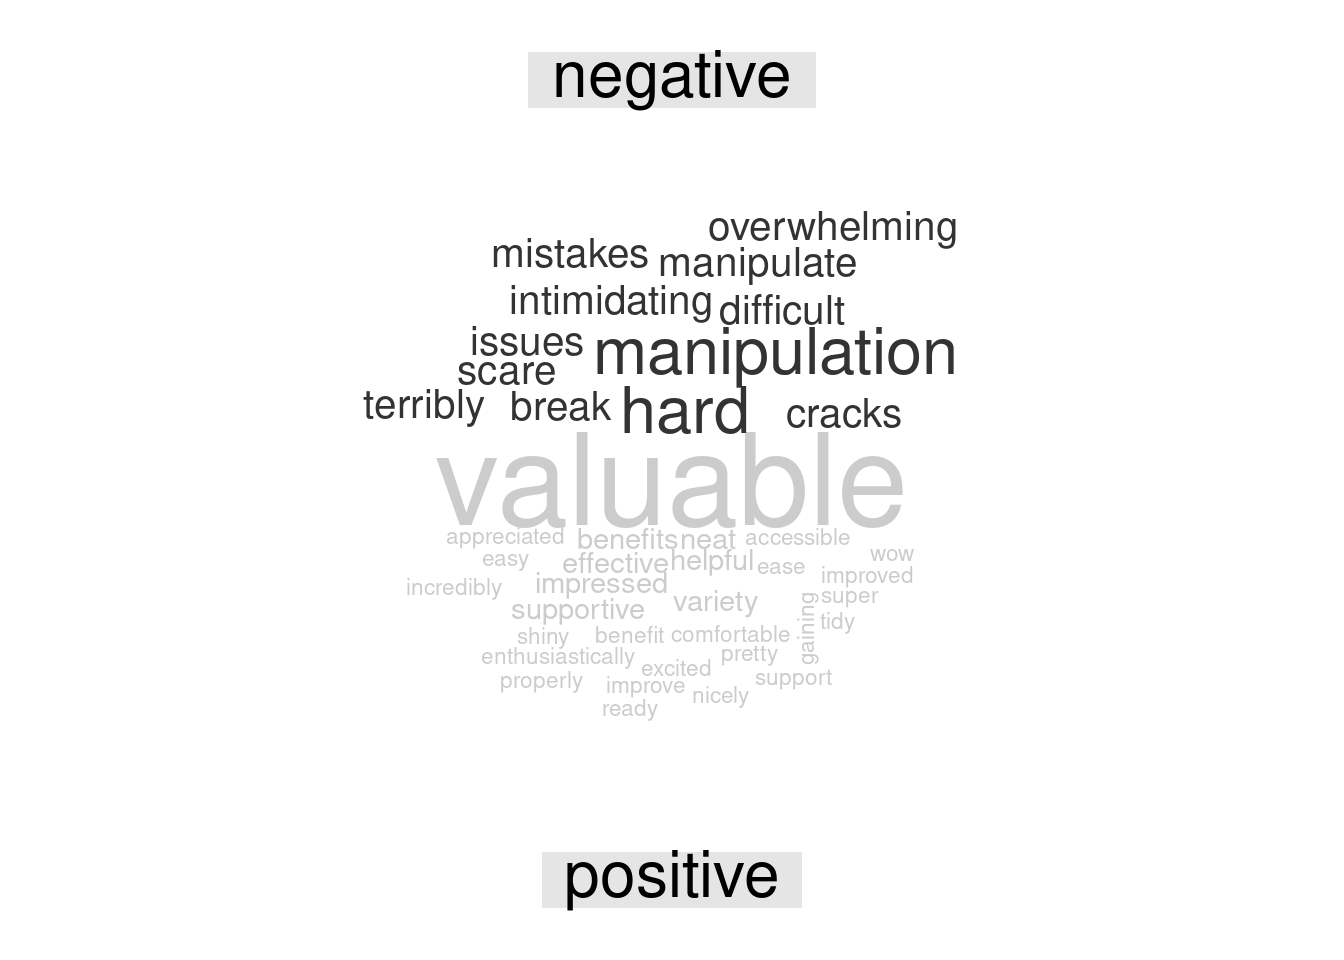 negative
overwhelming
mistakes manipulate
intimidating difficult
issues manipulation
scare
terribly break hard cracks
valuable
appreciated benefits neat accessible
easy effective helpful ease wow
incredibly impressed improved
supportive variety gaining super
tidy
shiny benefit comfortable
enthusiastically excited pretty
properly improve nicely support
ready
positive